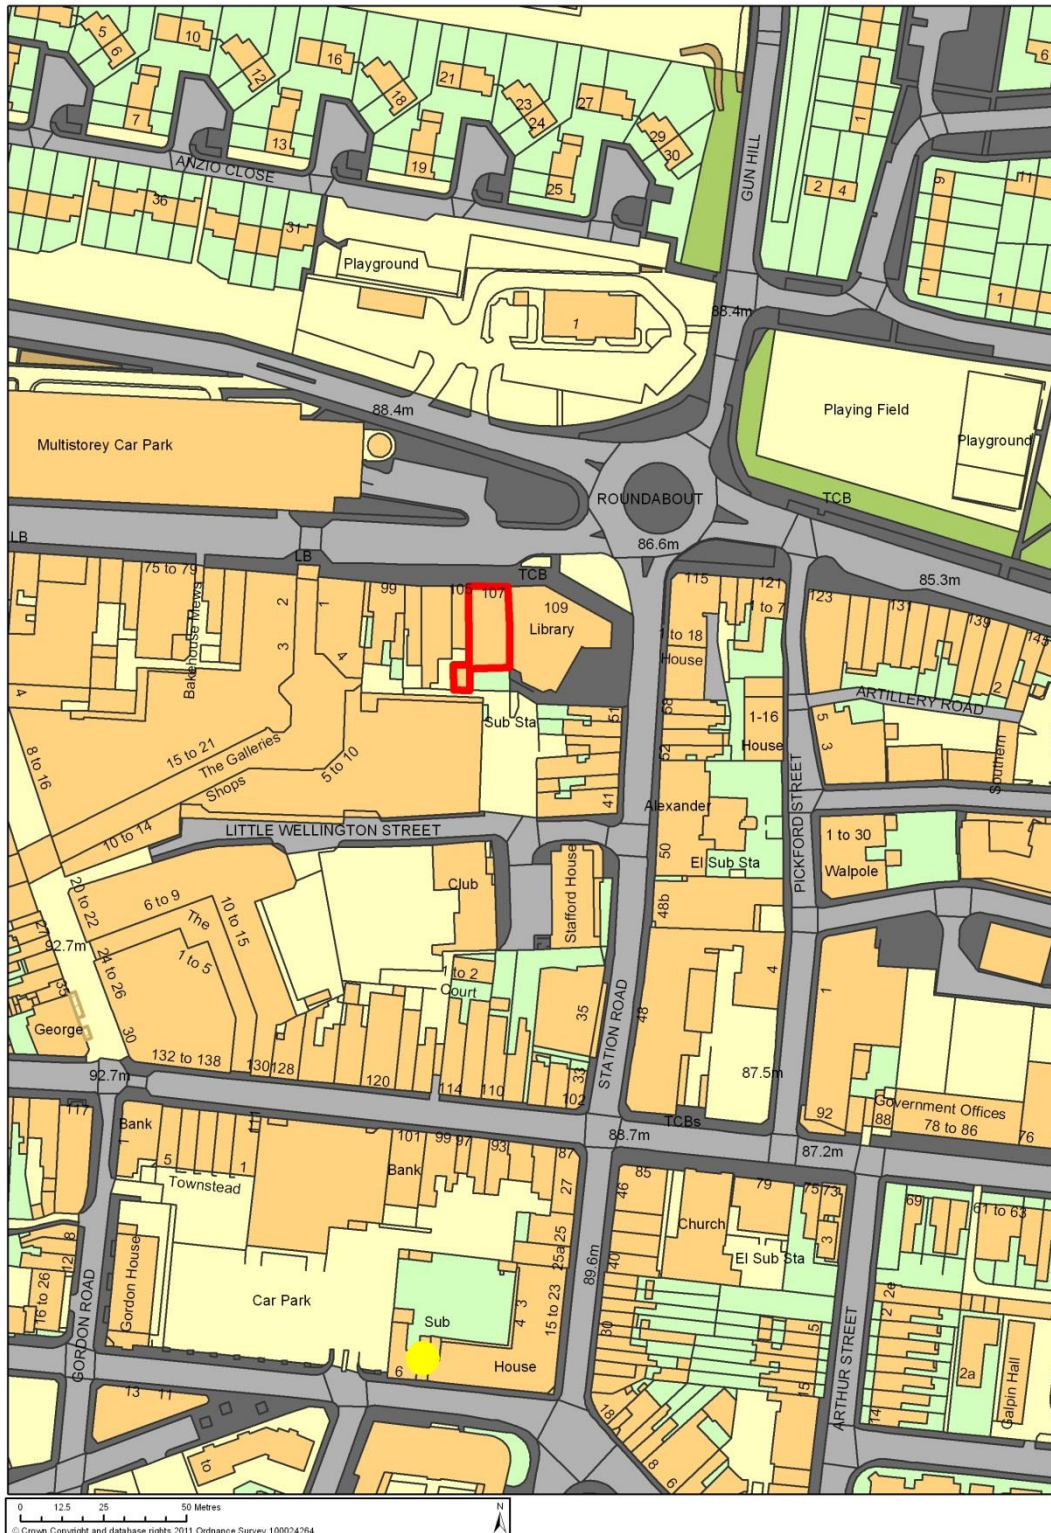 5
6
10
12
16
18
21
23
24
27
29
30
7
13
19
25
ANZIO CLOSE
36
31
GUN HILL
1
2 4
9
11
6
1
1
Playground
1
88.4m
88.4m
Playing Field
Playground
Multistorey Car Park
ROUNDABOUT
TCB
LB
86.6m
LB
TCB
85.3m
75 to 79
Bakehouse Mews
2
1
3
4
99
105
107
109
Library
115
121
1 to 7
123
131
139
145
1 to 18
House
4
2
ARTILLERY ROAD
8 to 16
15 to 21
The Galleries
Shops
5 to 10
Sub Sta
51
58
52
41
1-16
House
5
3
Southern
10 to 14
LITTLE WELLINGTON STREET
Alexander
50
El Sub Sta
PICKFORD STREET
1 to 30
Walpole
20 to 22
6 to 9
The
10 to 15
1 to 5
Club
Stafford House
48b
27
92.7m
24 to 26
35
George
30
1 to 2
Court
35
STATION ROAD
48
4
1
132 to 138
130
128
120
114
110
33
102
87.5m
92.7m
TCBs
88.7m
92
88
Government Offices
78 to 86
76
87.2m
117
Bank
1
5
1
111
Townstead
101
99
97
93
87
Bank
27
25
25a
85
46
79
75
73
Church
3
El Sub Sta
69
61 to 63
8
12
16 to 26
Gordon House
GORDON ROAD
Car Park
Sub
3
4
15 to 23
89.6m
40
30
5
15
2e
2
2a
Galpin Hall
14
ARTHUR STREET
6
House
13
11
to
18
8
6
0 12.5 25 50 Metres
N
© Crown Copyright and database rights 2011 Ordnance Survey 100024264